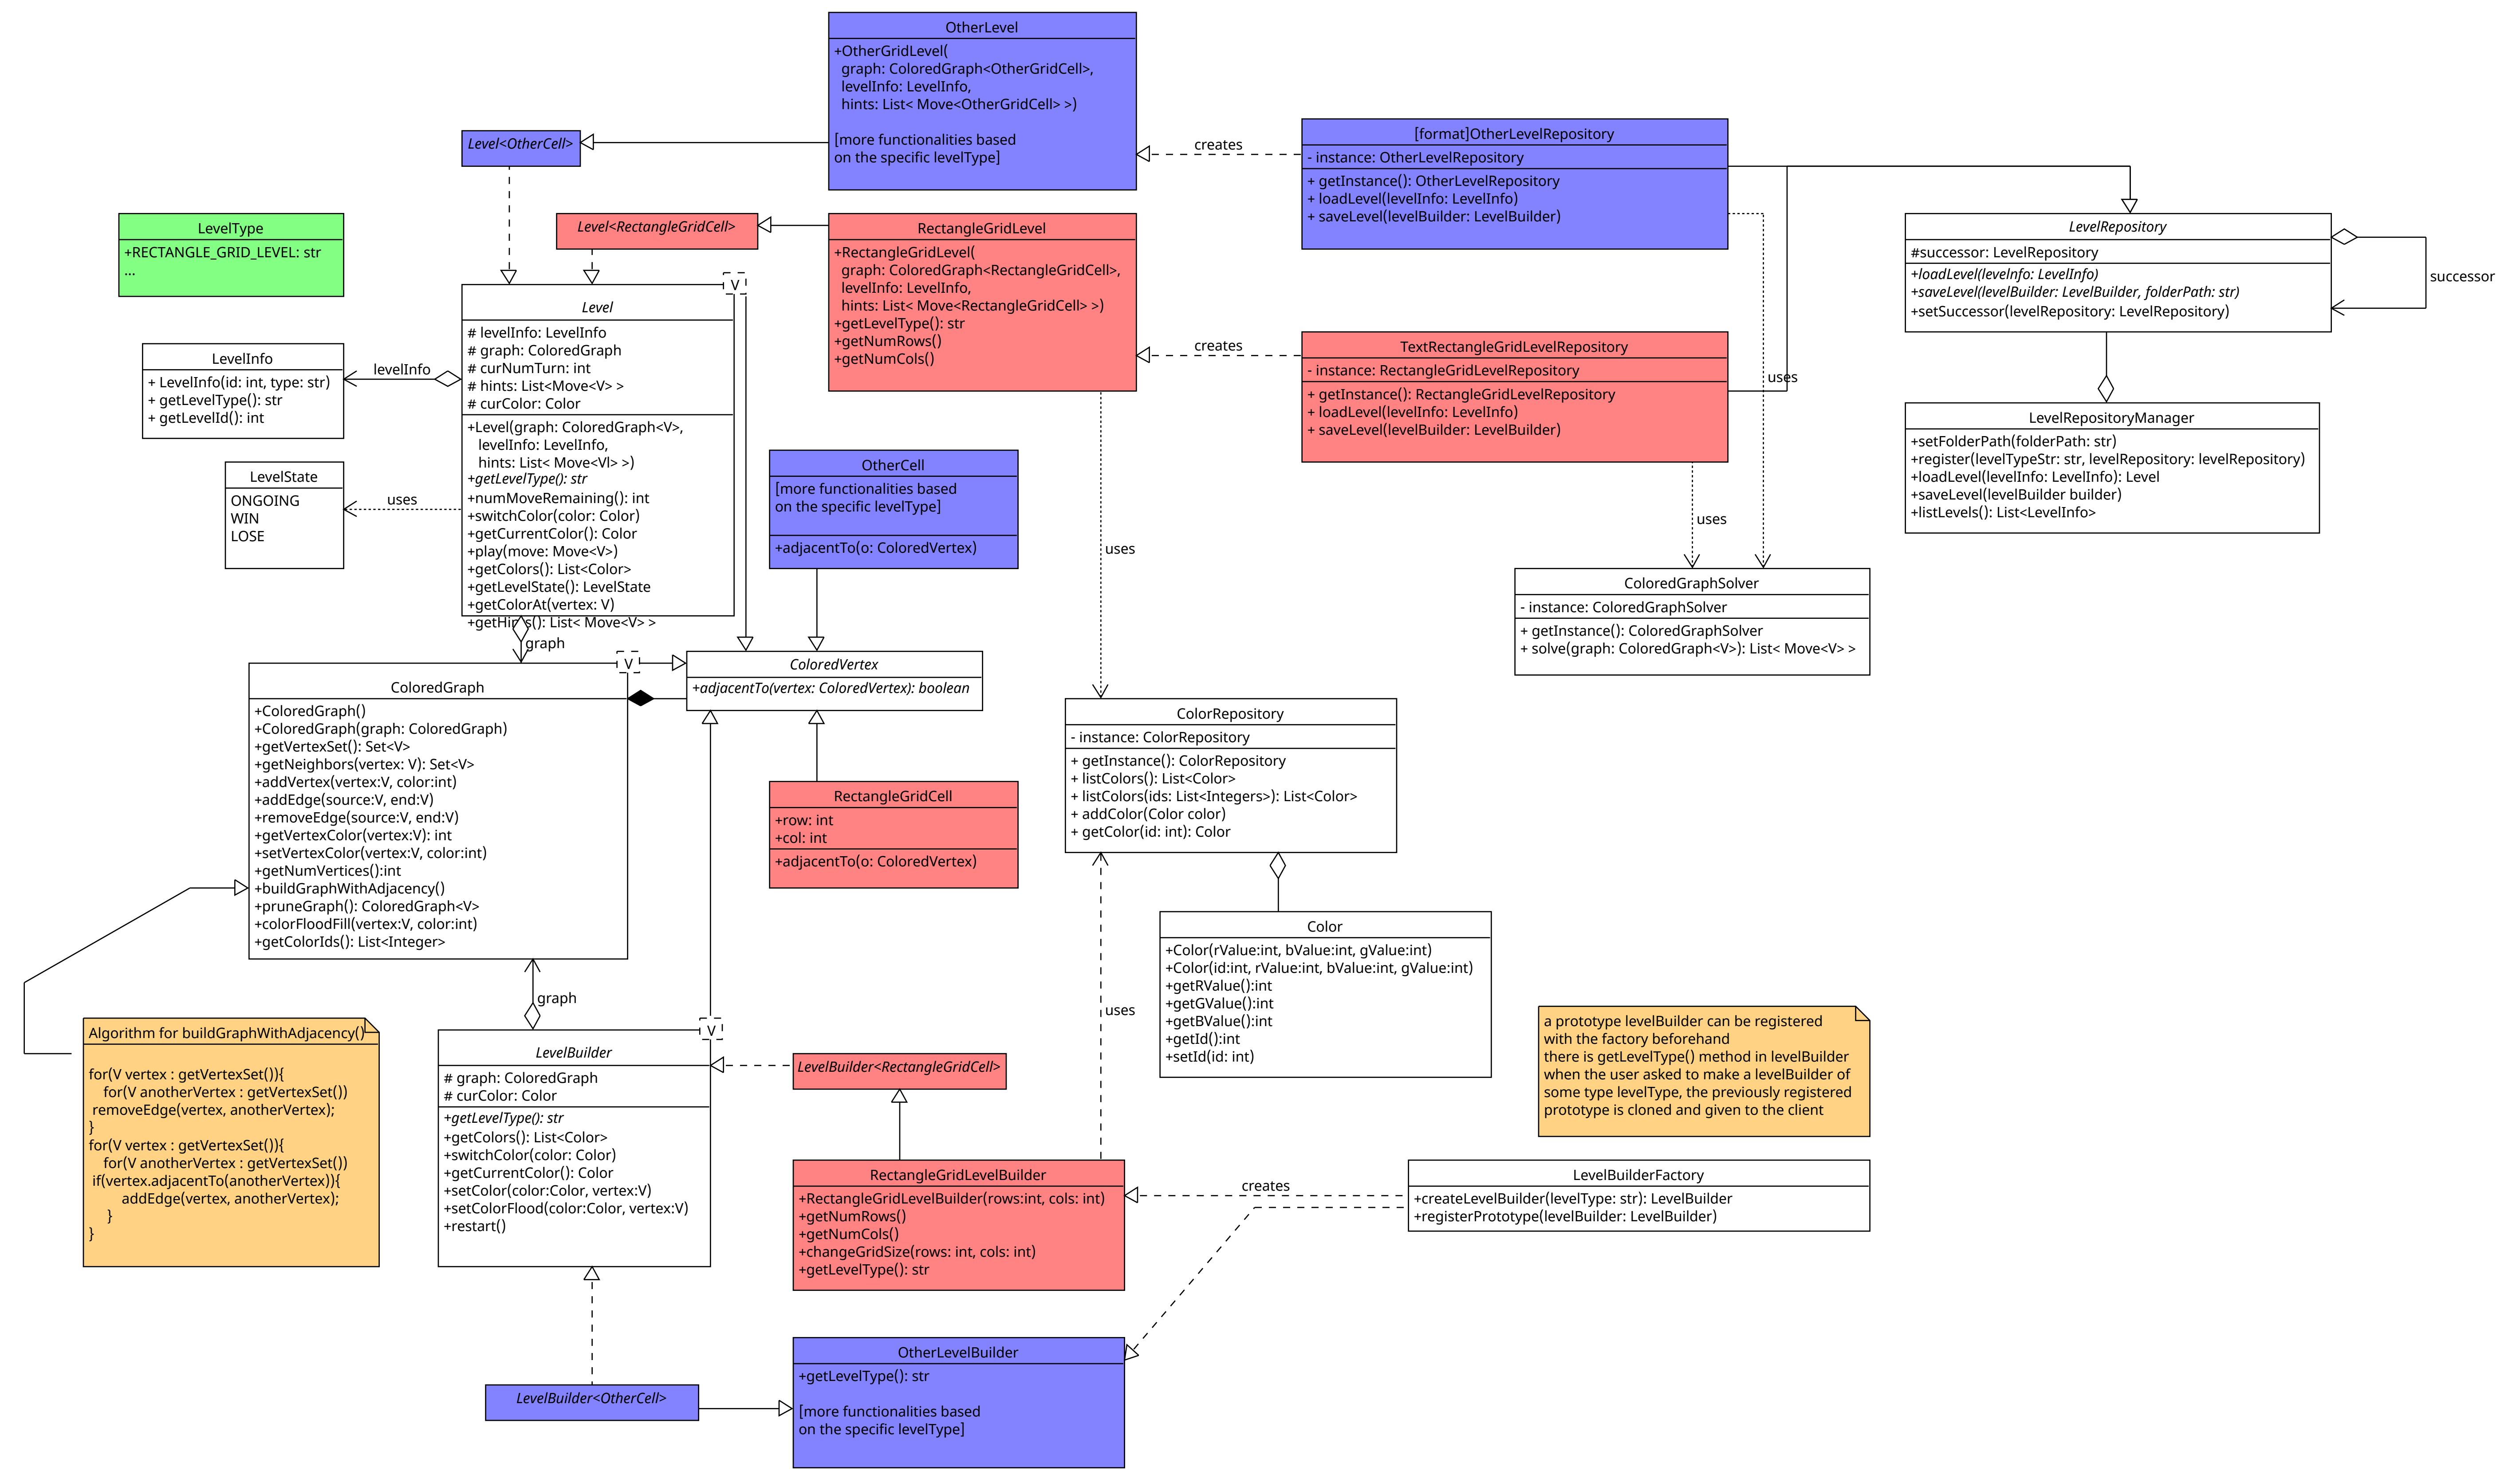 OtherLevel
+OtherGridLevel(
graph: ColoredGraph<OtherGridCell>,
levelInfo: LevelInfo,
hints: List< Move<OtherGridCell> >)
[more functionalities based
on the specific levelType]
Level<OtherCell>
creates
[format]OtherLevelRepository
- instance: OtherLevelRepository
+ getInstance(): OtherLevelRepository
+ loadLevel(levelInfo: LevelInfo)
+ saveLevel(levelBuilder: LevelBuilder)
LevelType
+RECTANGLE_GRID_LEVEL: str
...
Level<RectangleGridCell>
RectangleGridLevel
+RectangleGridLevel(
graph: ColoredGraph<RectangleGridCell>,
levelInfo: LevelInfo,
hints: List< Move<RectangleGridCell> >)
+getLevelType(): str
+getNumRows()
+getNumCols()
LevelRepository
#successor: LevelRepository
+loadLevel(leveInfo: LevelInfo)
+saveLevel(levelBuilder: LevelBuilder, folderPath: str)
+setSuccessor(levelRepository: LevelRepository)
successor
V
Level
# levelInfo: LevelInfo
# graph: ColoredGraph
# curNumTurn: int
# hints: List<Move<V> >
# curColor: Color
+Level(graph: ColoredGraph<V>,
levelInfo: LevelInfo,
hints: List< Move<Vl> >)
+getLevelType(): str
+numMoveRemaining(): int
+switchColor(color: Color)
+getCurrentColor(): Color
+play(move: Move<V>)
+getColors(): List<Color>
+getLevelState(): LevelState
+getColorAt(vertex: V)
+getHints(): List< Move<V> >
LevelInfo
+ LevelInfo(id: int, type: str)
+ getLevelType(): str
+ getLevelId(): int
levelInfo
creates
TextRectangleGridLevelRepository
- instance: RectangleGridLevelRepository
+ getInstance(): RectangleGridLevelRepository
+ loadLevel(levelInfo: LevelInfo)
+ saveLevel(levelBuilder: LevelBuilder)
uses
LevelRepositoryManager
+setFolderPath(folderPath: str)
+register(levelTypeStr: str, levelRepository: levelRepository)
+loadLevel(levelInfo: LevelInfo): Level
+saveLevel(levelBuilder builder)
+listLevels(): List<LevelInfo>
LevelState
ONGOING
WIN
LOSE
uses
OtherCell
[more functionalities based
on the specific levelType]
+adjacentTo(o: ColoredVertex)
uses
uses
ColoredGraphSolver
- instance: ColoredGraphSolver
+ getInstance(): ColoredGraphSolver
+ solve(graph: ColoredGraph<V>): List< Move<V> >
graph
V
ColoredGraph
+ColoredGraph()
+ColoredGraph(graph: ColoredGraph)
+getVertexSet(): Set<V>
+getNeighbors(vertex: V): Set<V>
+addVertex(vertex:V, color:int)
+addEdge(source:V, end:V)
+removeEdge(source:V, end:V)
+getVertexColor(vertex:V): int
+setVertexColor(vertex:V, color:int)
+getNumVertices():int
+buildGraphWithAdjacency()
+pruneGraph(): ColoredGraph<V>
+colorFloodFill(vertex:V, color:int)
+getColorIds(): List<Integer>
ColoredVertex
+adjacentTo(vertex: ColoredVertex): boolean
ColorRepository
- instance: ColorRepository
+ getInstance(): ColorRepository
+ listColors(): List<Color>
+ listColors(ids: List<Integers>): List<Color>
+ addColor(Color color)
+ getColor(id: int): Color
RectangleGridCell
+row: int
+col: int
+adjacentTo(o: ColoredVertex)
Color
+Color(rValue:int, bValue:int, gValue:int)
+Color(id:int, rValue:int, bValue:int, gValue:int)
+getRValue():int
+getGValue():int
+getBValue():int
+getId():int
+setId(id: int)
graph
uses
Algorithm for buildGraphWithAdjacency()
for(V vertex : getVertexSet()){
for(V anotherVertex : getVertexSet())
removeEdge(vertex, anotherVertex);
}
for(V vertex : getVertexSet()){
for(V anotherVertex : getVertexSet())
if(vertex.adjacentTo(anotherVertex)){
addEdge(vertex, anotherVertex);
}
}
V
LevelBuilder
# graph: ColoredGraph
# curColor: Color
+getLevelType(): str
+getColors(): List<Color>
+switchColor(color: Color)
+getCurrentColor(): Color
+setColor(color:Color, vertex:V)
+setColorFlood(color:Color, vertex:V)
+restart()
LevelBuilder<RectangleGridCell>
a prototype levelBuilder can be registered
with the factory beforehand
there is getLevelType() method in levelBuilder
when the user asked to make a levelBuilder of
some type levelType, the previously registered
prototype is cloned and given to the client
RectangleGridLevelBuilder
+RectangleGridLevelBuilder(rows:int, cols: int)
+getNumRows()
+getNumCols()
+changeGridSize(rows: int, cols: int)
+getLevelType(): str
creates
LevelBuilderFactory
+createLevelBuilder(levelType: str): LevelBuilder
+registerPrototype(levelBuilder: LevelBuilder)
OtherLevelBuilder
+getLevelType(): str
[more functionalities based
on the specific levelType]
LevelBuilder<OtherCell>